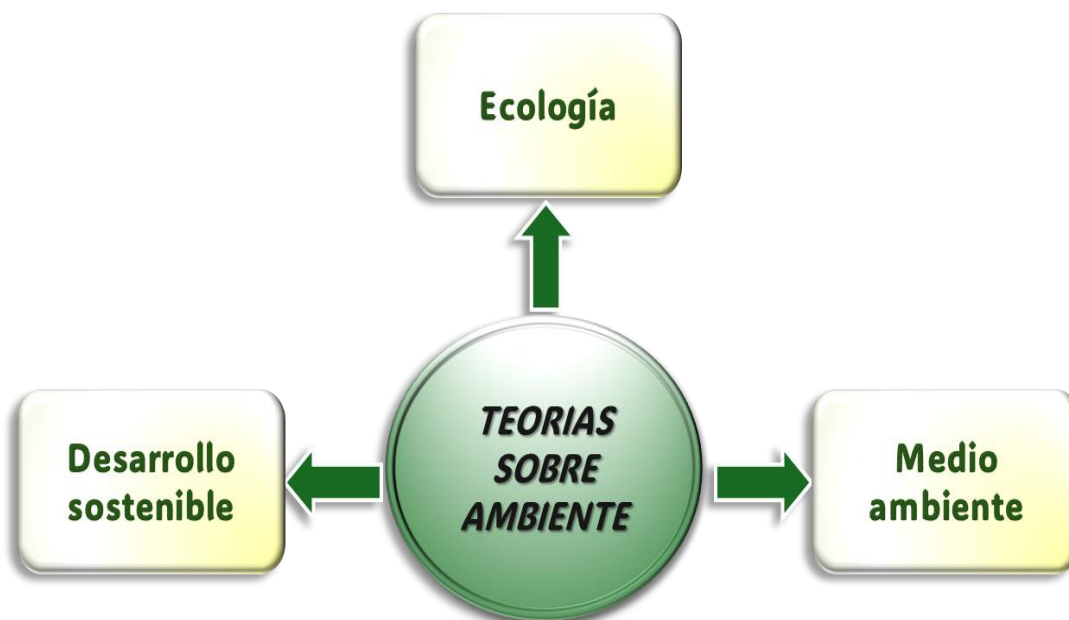 Ecología
TEORIAS
SOBRE
AMBIENTE
Desarrollo
sostenible
Medio
ambiente